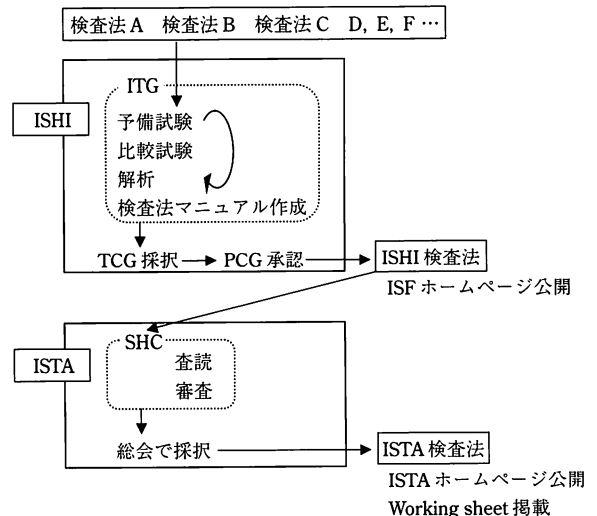 検査法 A 検査法 B 検査法 C D, E, F …
ITG
ISHI
予備試験
比較試験
解析
検査法マニュアル作成
TCG 採択
PCG 承認
ISHI 検査法
ISF ホームページ公開
SHC
ISTA
査読
審査
総会で採択
ISTA 検査法
ISTA ホームページ公開
Working sheet 掲載